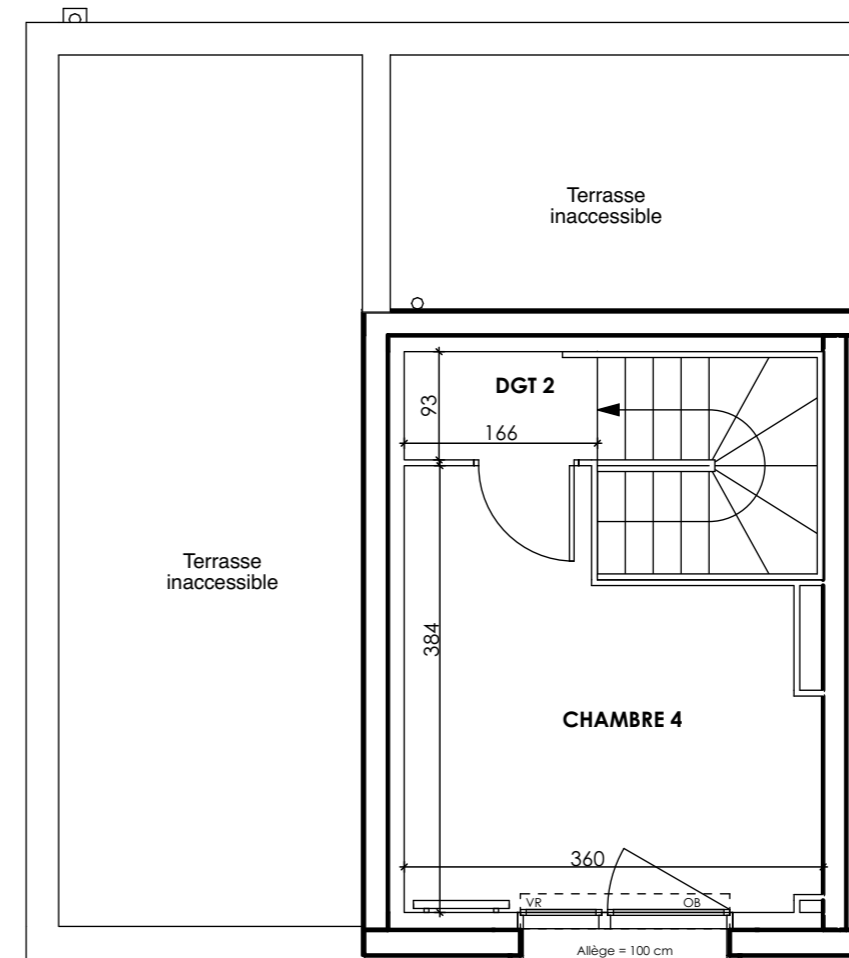 Terrasse
inaccessible
DGT 2
93
166
Terrasse
inaccessible
384
CHAMBRE 4
360
VR
OB
Allège = 100 cm